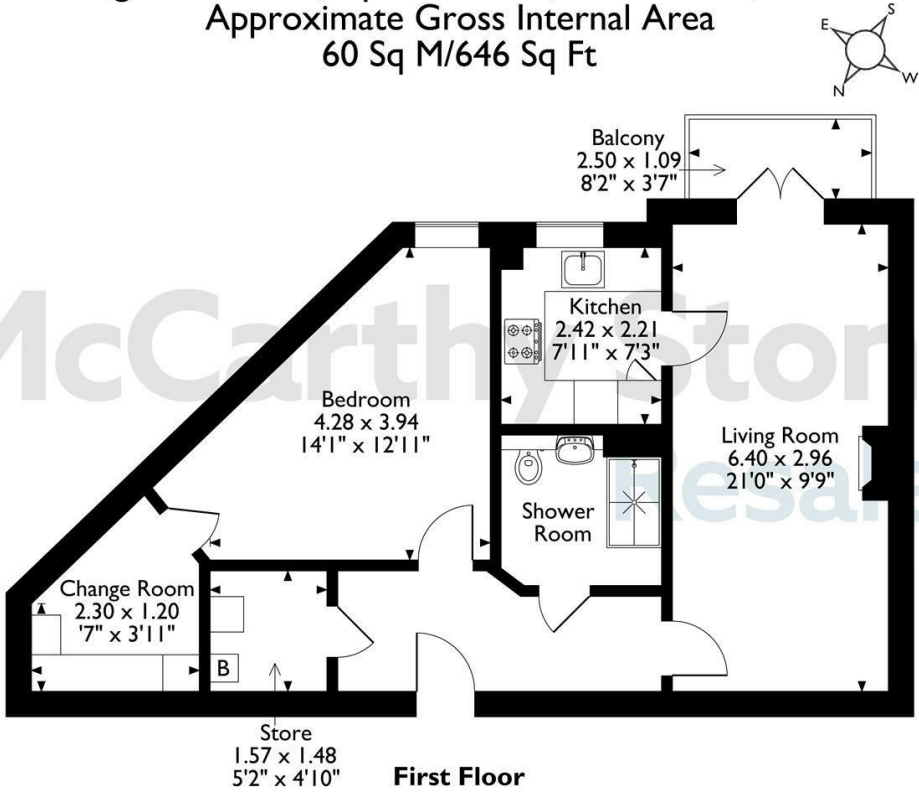 Approximate Gross Internal Area
60 Sq M/646 Sq Ft
E
S
N
W
Balcony
2.50 x 1.09
8'2" x 3'7"
Kitchen
2.42 x 2.21
7'11" x 7'3"
McCarthy Ston
Bedroom
4.28 x 3.94
14'1" x 12'11"
Living Room
6.40 x 2.96
21'0" x 9'9"
Resal
Shower
Room
Change Room
2.30 x 1.20
'7" x 3'11"
B
Store
1.57 x 1.48
5'2" x 4'10"
First Floor